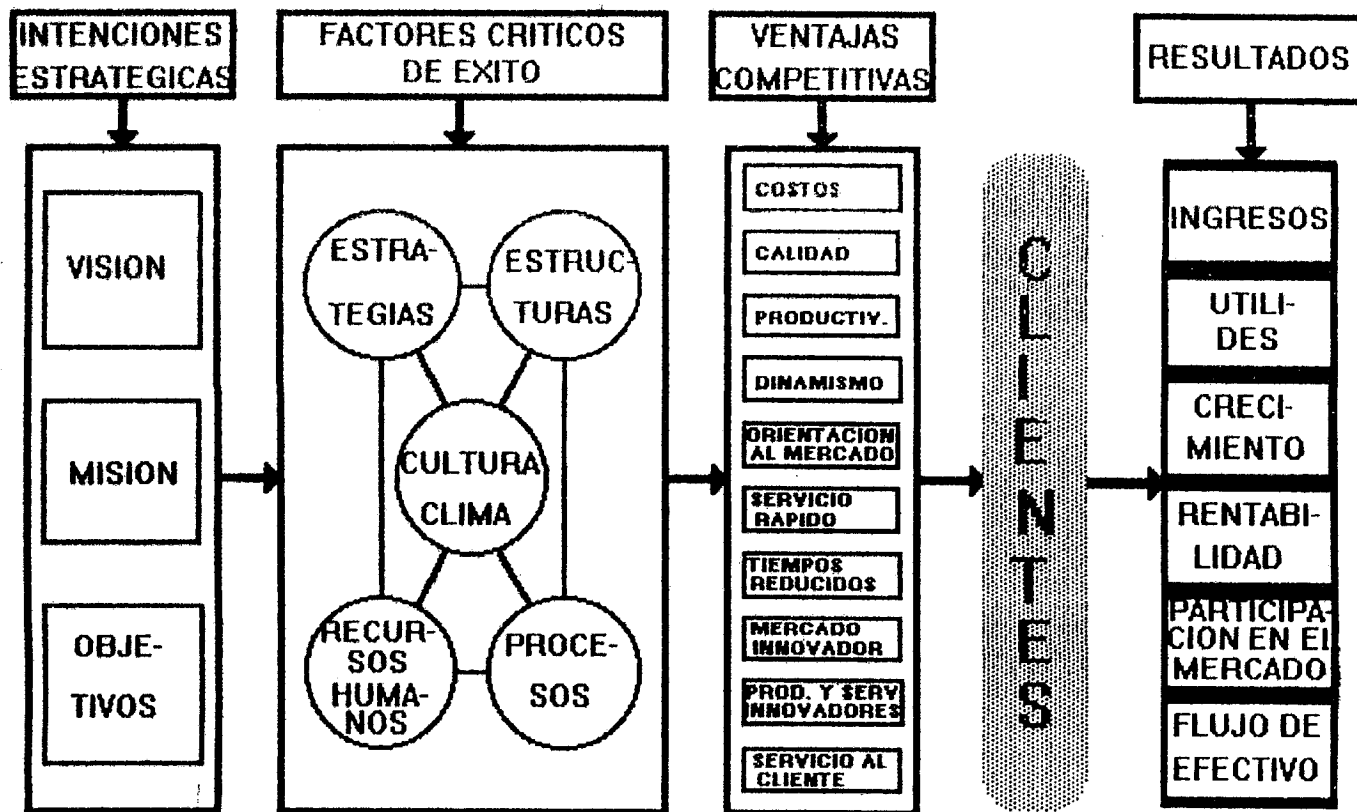 INTENCIONES
ESTRATEGICAS
FACTORES CRITICOS
DE EXITO
VENTAJAS
COMPETITIVAS
RESULTADOS
VISION
MISION
OBJE-
TIVOS
ESTRA-
TEGIAS
ESTRUC-
TURAS
CULTURA
CLIMA
RECUR-
SOS
HUMA-
NOS
PROCE-
SOS
COSTOS
CALIDAD
PRODUCTIV.
DINAMISMO
ORIENTACION
AL MERCADO
SERVICIO
RAPIDO
TIEMPOS
REDUCIDOS
MERCADO
INNOVADOR
PROD. Y SERV
INNOVADORES
SERVICIO AL
CLIENTE
CLIENTES
INGRESOS
UTILI-
DES
CRECI-
MIENTO
RENTABI-
LIDAD
PARTICIPA-
CION EN EL
MERCADO
FLUJO DE
EFECTIVO